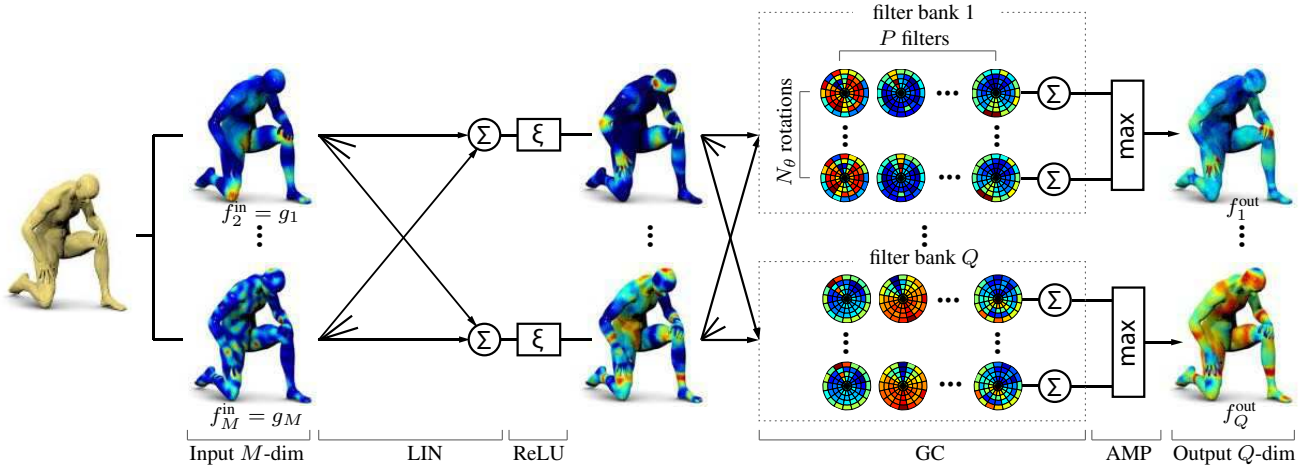 filter bank 1
P filters
N_θ rotations
Σ
Σ
Σ
ξ
max
f_2^in = g_1
f_1^out
filter bank Q
Σ
Σ
Σ
ξ
max
f_M^in = g_M
f_Q^out
Input M-dim
LIN
ReLU
GC
AMP
Output Q-dim